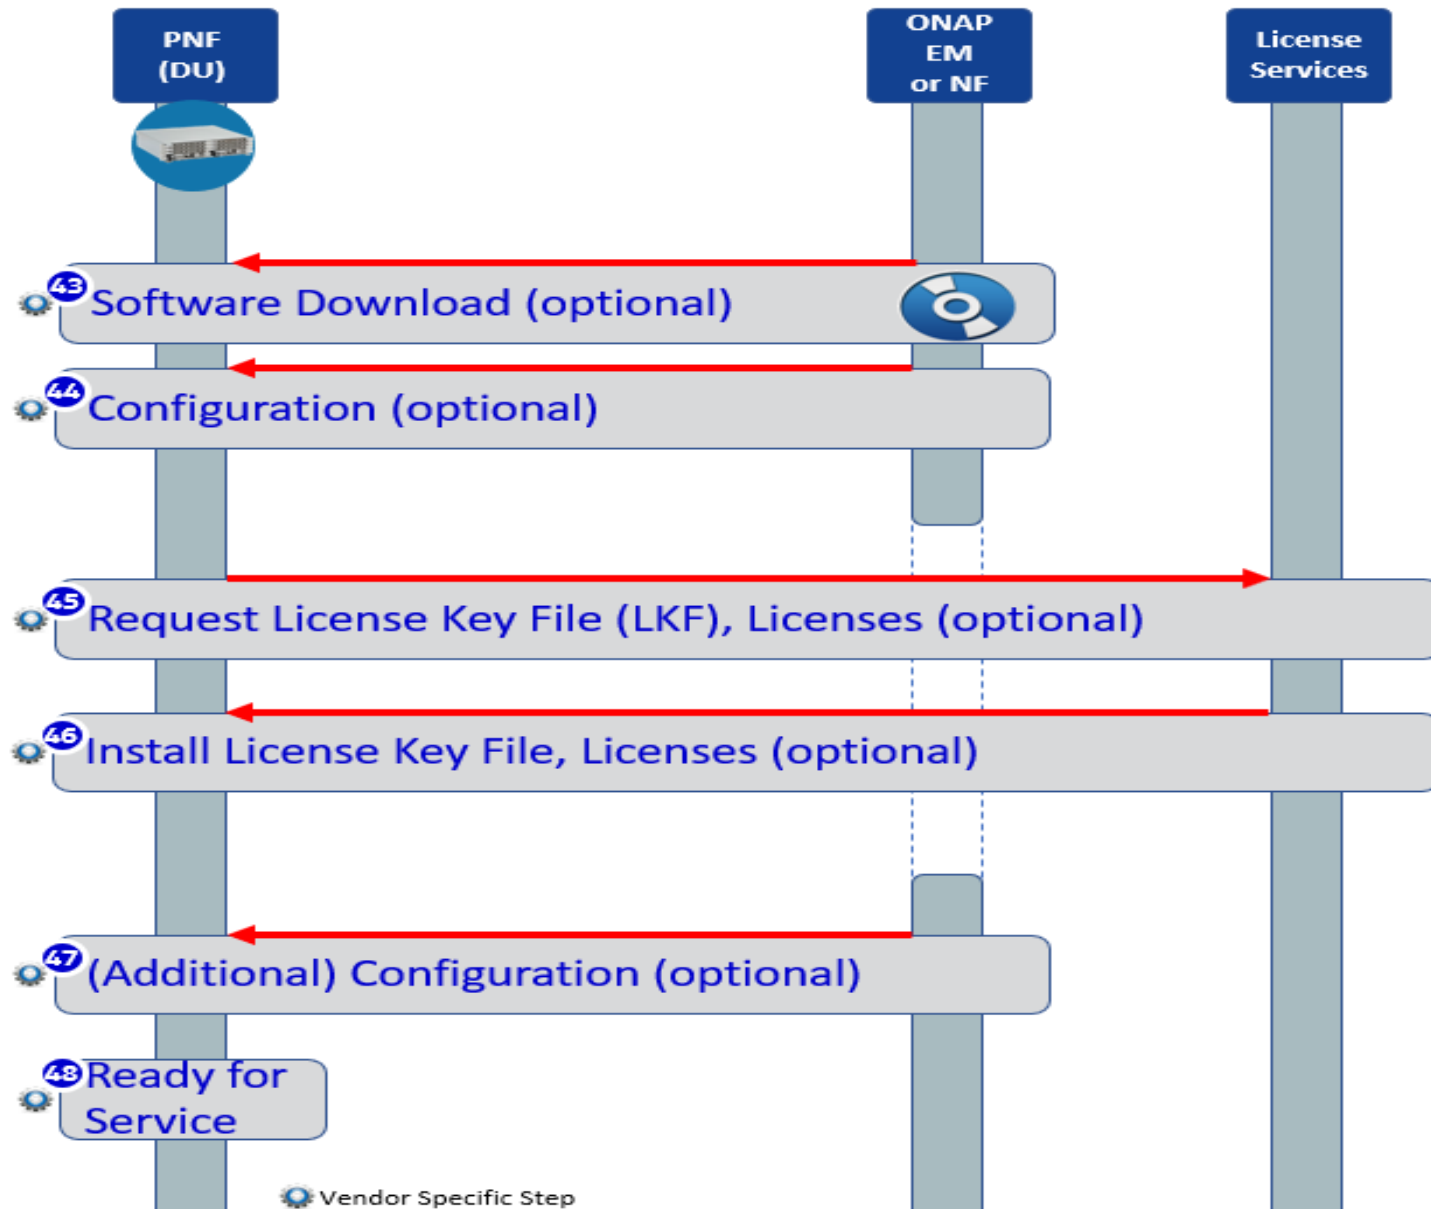 PNF
(DU)
ONAP
EM
or NF
License
Services
43
Software Download (optional)
44
Configuration (optional)
45
Request License Key File (LKF), Licenses (optional)
46
Install License Key File, Licenses (optional)
47
(Additional) Configuration (optional)
48
Ready for
Service
Vendor Specific Step